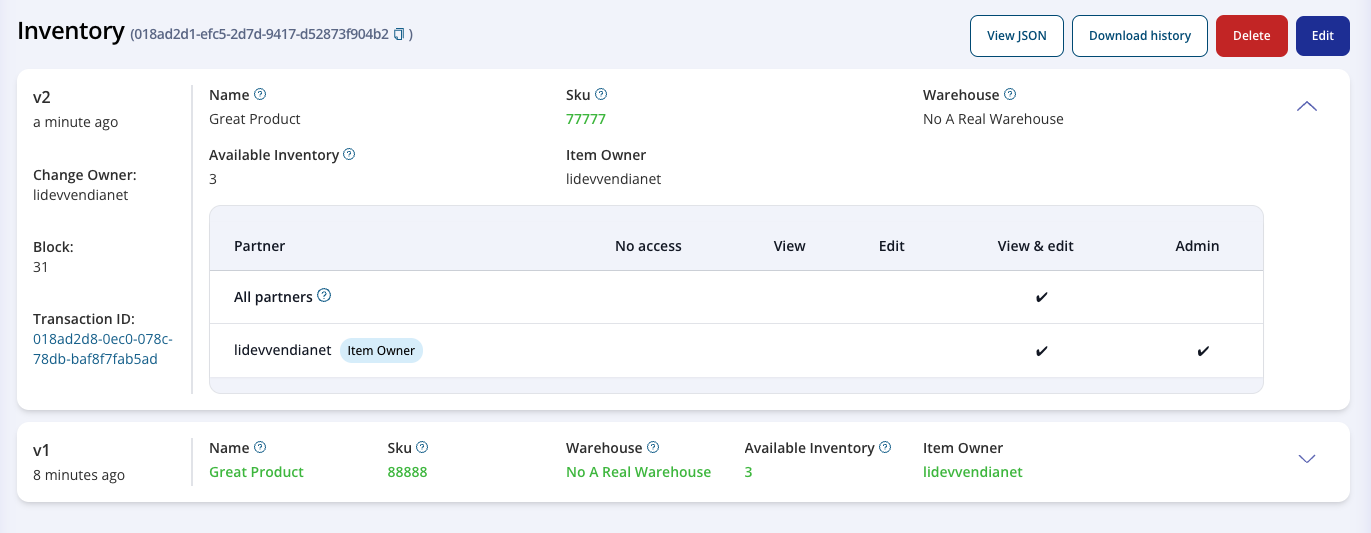 Inventory (018ad2d1-efc5-2d7d-9417-d52873f904b2 )
View JSON
Download history
Delete
Edit
v2
a minute ago
Change Owner:
lidevvendianet
Block:
31
Transaction ID:
018ad2d8-0ec0-078c-
78db-baf8f7fab5ad
Name Sku Warehouse
Great Product 77777 No A Real Warehouse
Available Inventory Item Owner
3 lidevvendianet
Partner No access View Edit View & edit Admin
All partners ✔
lidevvendianet Item Owner ✔ ✔
v1
8 minutes ago
Name Sku Warehouse Available Inventory Item Owner
Great Product 88888 No A Real Warehouse 3 lidevvendianet